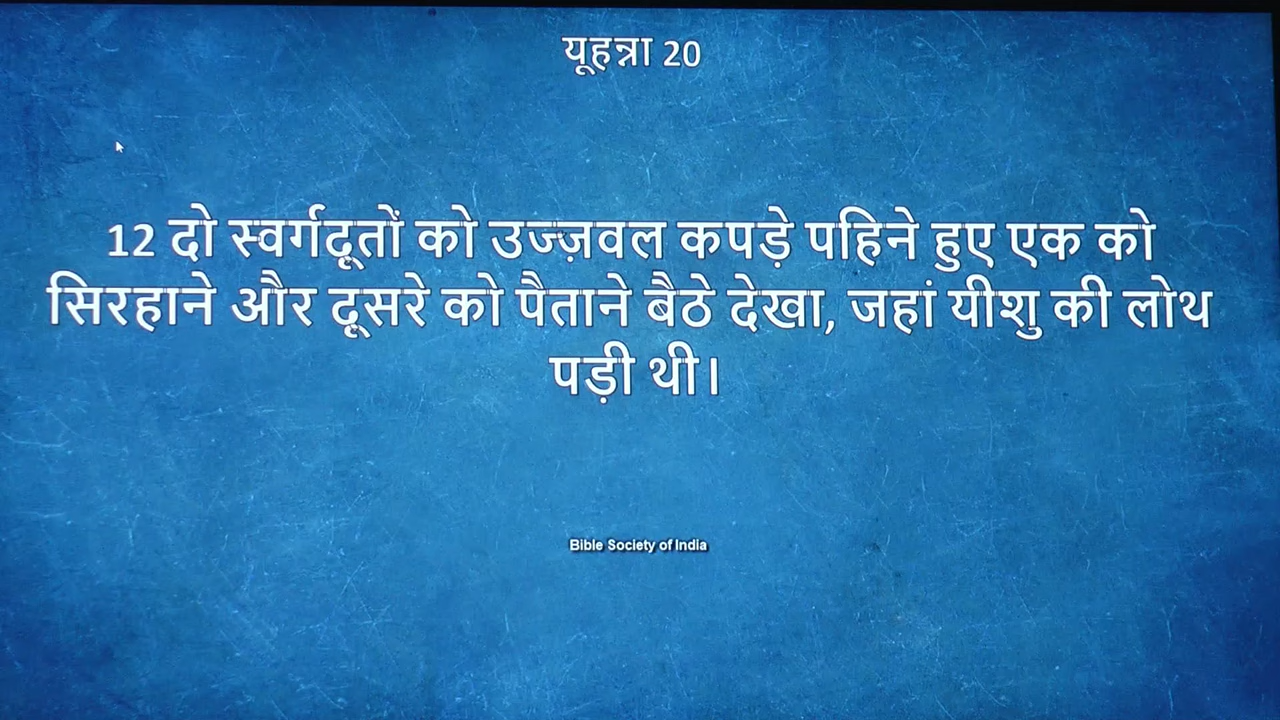 यूहन्ना 20
12 दो स्वर्गदूतों को उज्ज़वल कपड़े पहिने हुए एक को
सिरहाने और दूसरे को पैताने बैठे देखा, जहां यीशु की लोथ
पड़ी थी।
Bible Society of India